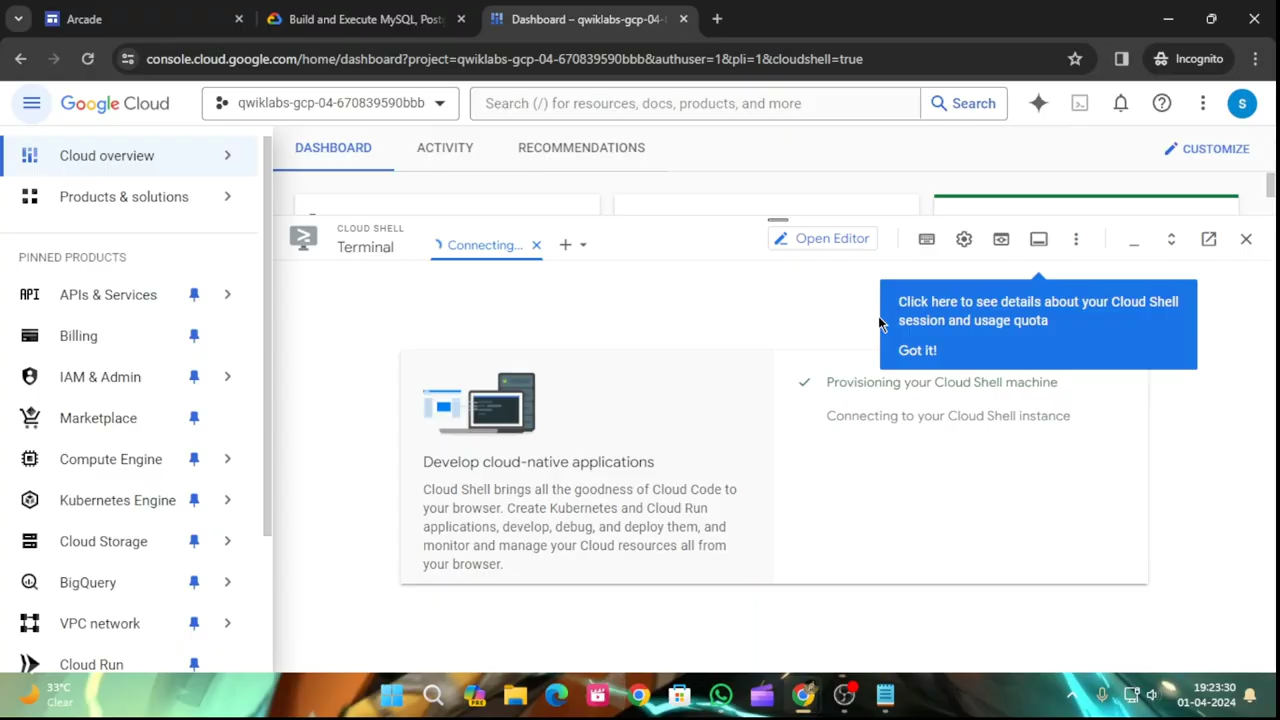 Arcade
Build and Execute MySQL, Post
Dashboard – qwiklabs-gcp-04-
console.cloud.google.com/home/dashboard?project=qwiklabs-gcp-04-670839590bbb&authuser=1&pli=1&cloudshell=true
Incognito
Google Cloud
qwiklabs-gcp-04-670839590bbb
Search (/) for resources, docs, products, and more
Search
S
Cloud overview
Products & solutions
PINNED PRODUCTS
API APIs & Services
Billing
IAM & Admin
Marketplace
Compute Engine
Kubernetes Engine
Cloud Storage
BigQuery
VPC network
Cloud Run
DASHBOARD
ACTIVITY
RECOMMENDATIONS
CUSTOMIZE
CLOUD SHELL
Terminal
Connecting...
Open Editor
Click here to see details about your Cloud Shell
session and usage quota
Got it!
Provisioning your Cloud Shell machine
Connecting to your Cloud Shell instance
Develop cloud-native applications
Cloud Shell brings all the goodness of Cloud Code to
your browser. Create Kubernetes and Cloud Run
applications, develop, debug, and deploy them, and
monitor and manage your Cloud resources all from
your browser.
33°C
Clear
PRE
19:23:30
01-04-2024